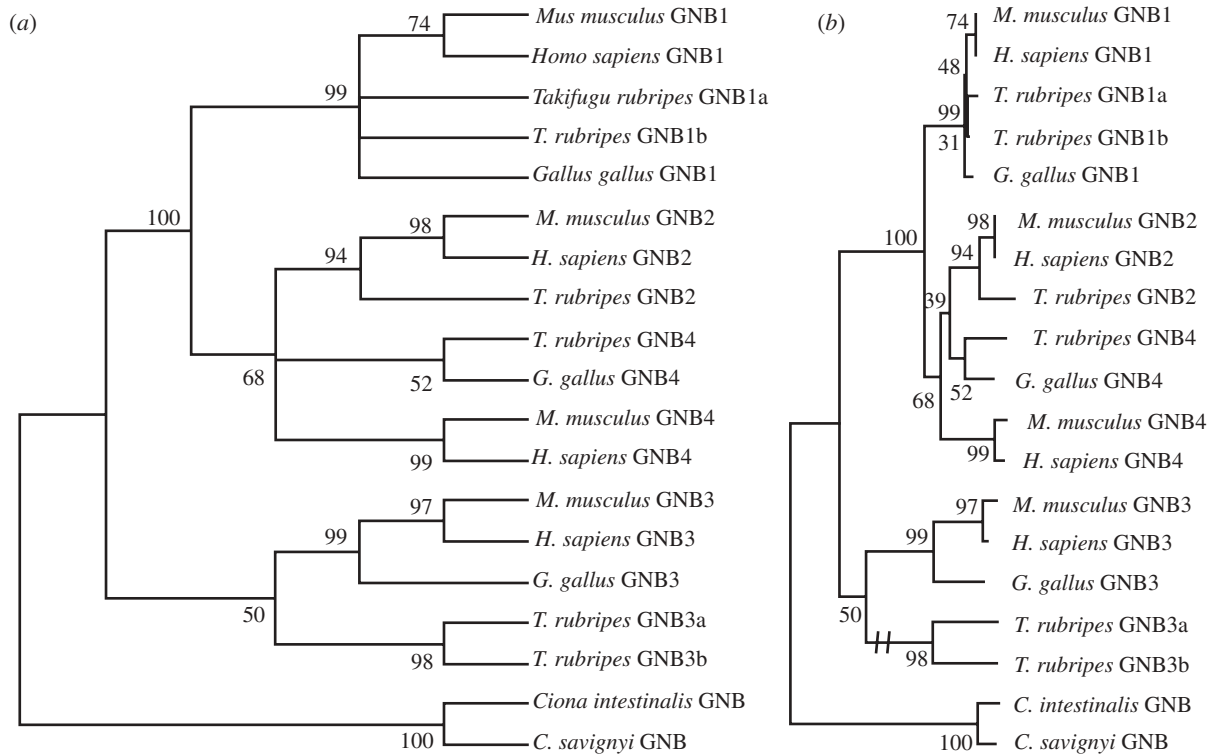 (a)
74
99
100
94
98
68
52
99
97
99
50
98
100
Mus musculus GNB1
Homo sapiens GNB1
Takifugu rubripes GNB1a
T. rubripes GNB1b
Gallus gallus GNB1
M. musculus GNB2
H. sapiens GNB2
T. rubripes GNB2
T. rubripes GNB4
G. gallus GNB4
M. musculus GNB4
H. sapiens GNB4
M. musculus GNB3
H. sapiens GNB3
G. gallus GNB3
T. rubripes GNB3a
T. rubripes GNB3b
Ciona intestinalis GNB
C. savignyi GNB
(b)
74
48
99
31
100
98
94
39
68
52
99
97
99
50
98
100
M. musculus GNB1
H. sapiens GNB1
T. rubripes GNB1a
T. rubripes GNB1b
G. gallus GNB1
M. musculus GNB2
H. sapiens GNB2
T. rubripes GNB2
T. rubripes GNB4
G. gallus GNB4
M. musculus GNB4
H. sapiens GNB4
M. musculus GNB3
H. sapiens GNB3
G. gallus GNB3
T. rubripes GNB3a
T. rubripes GNB3b
C. intestinalis GNB
C. savignyi GNB